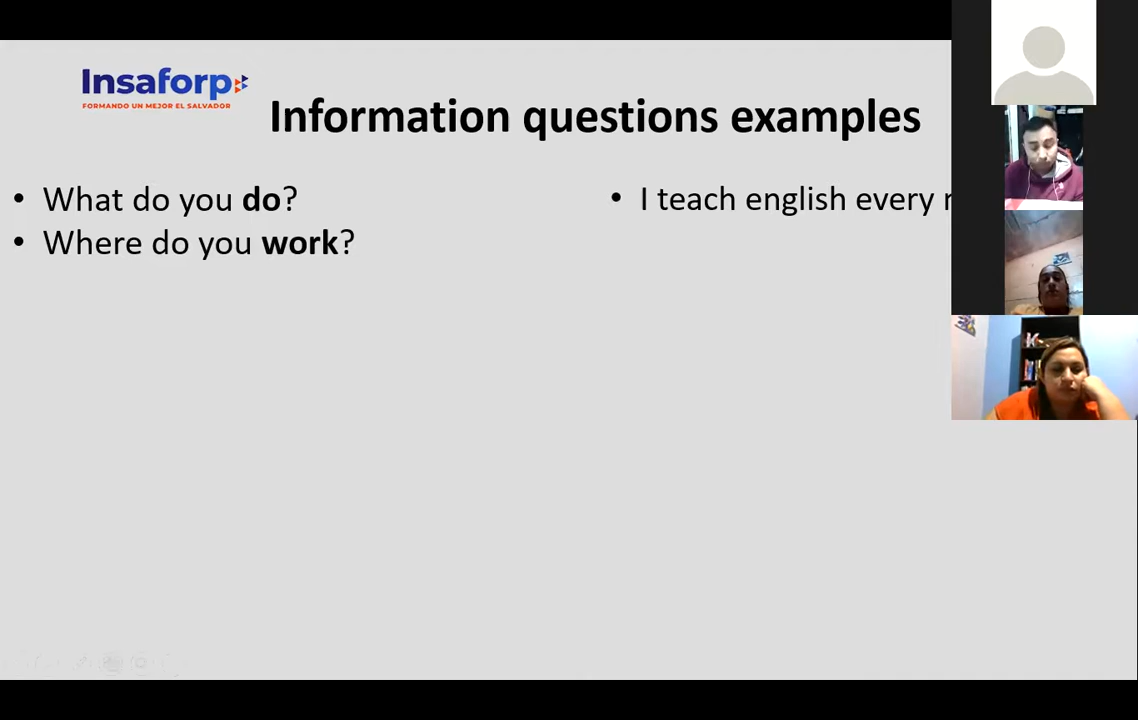 Insaforp
FORMANDO UN MEJOR EL SALVADOR
Information questions examples
• What do you do?
• Where do you work?
• I teach english every